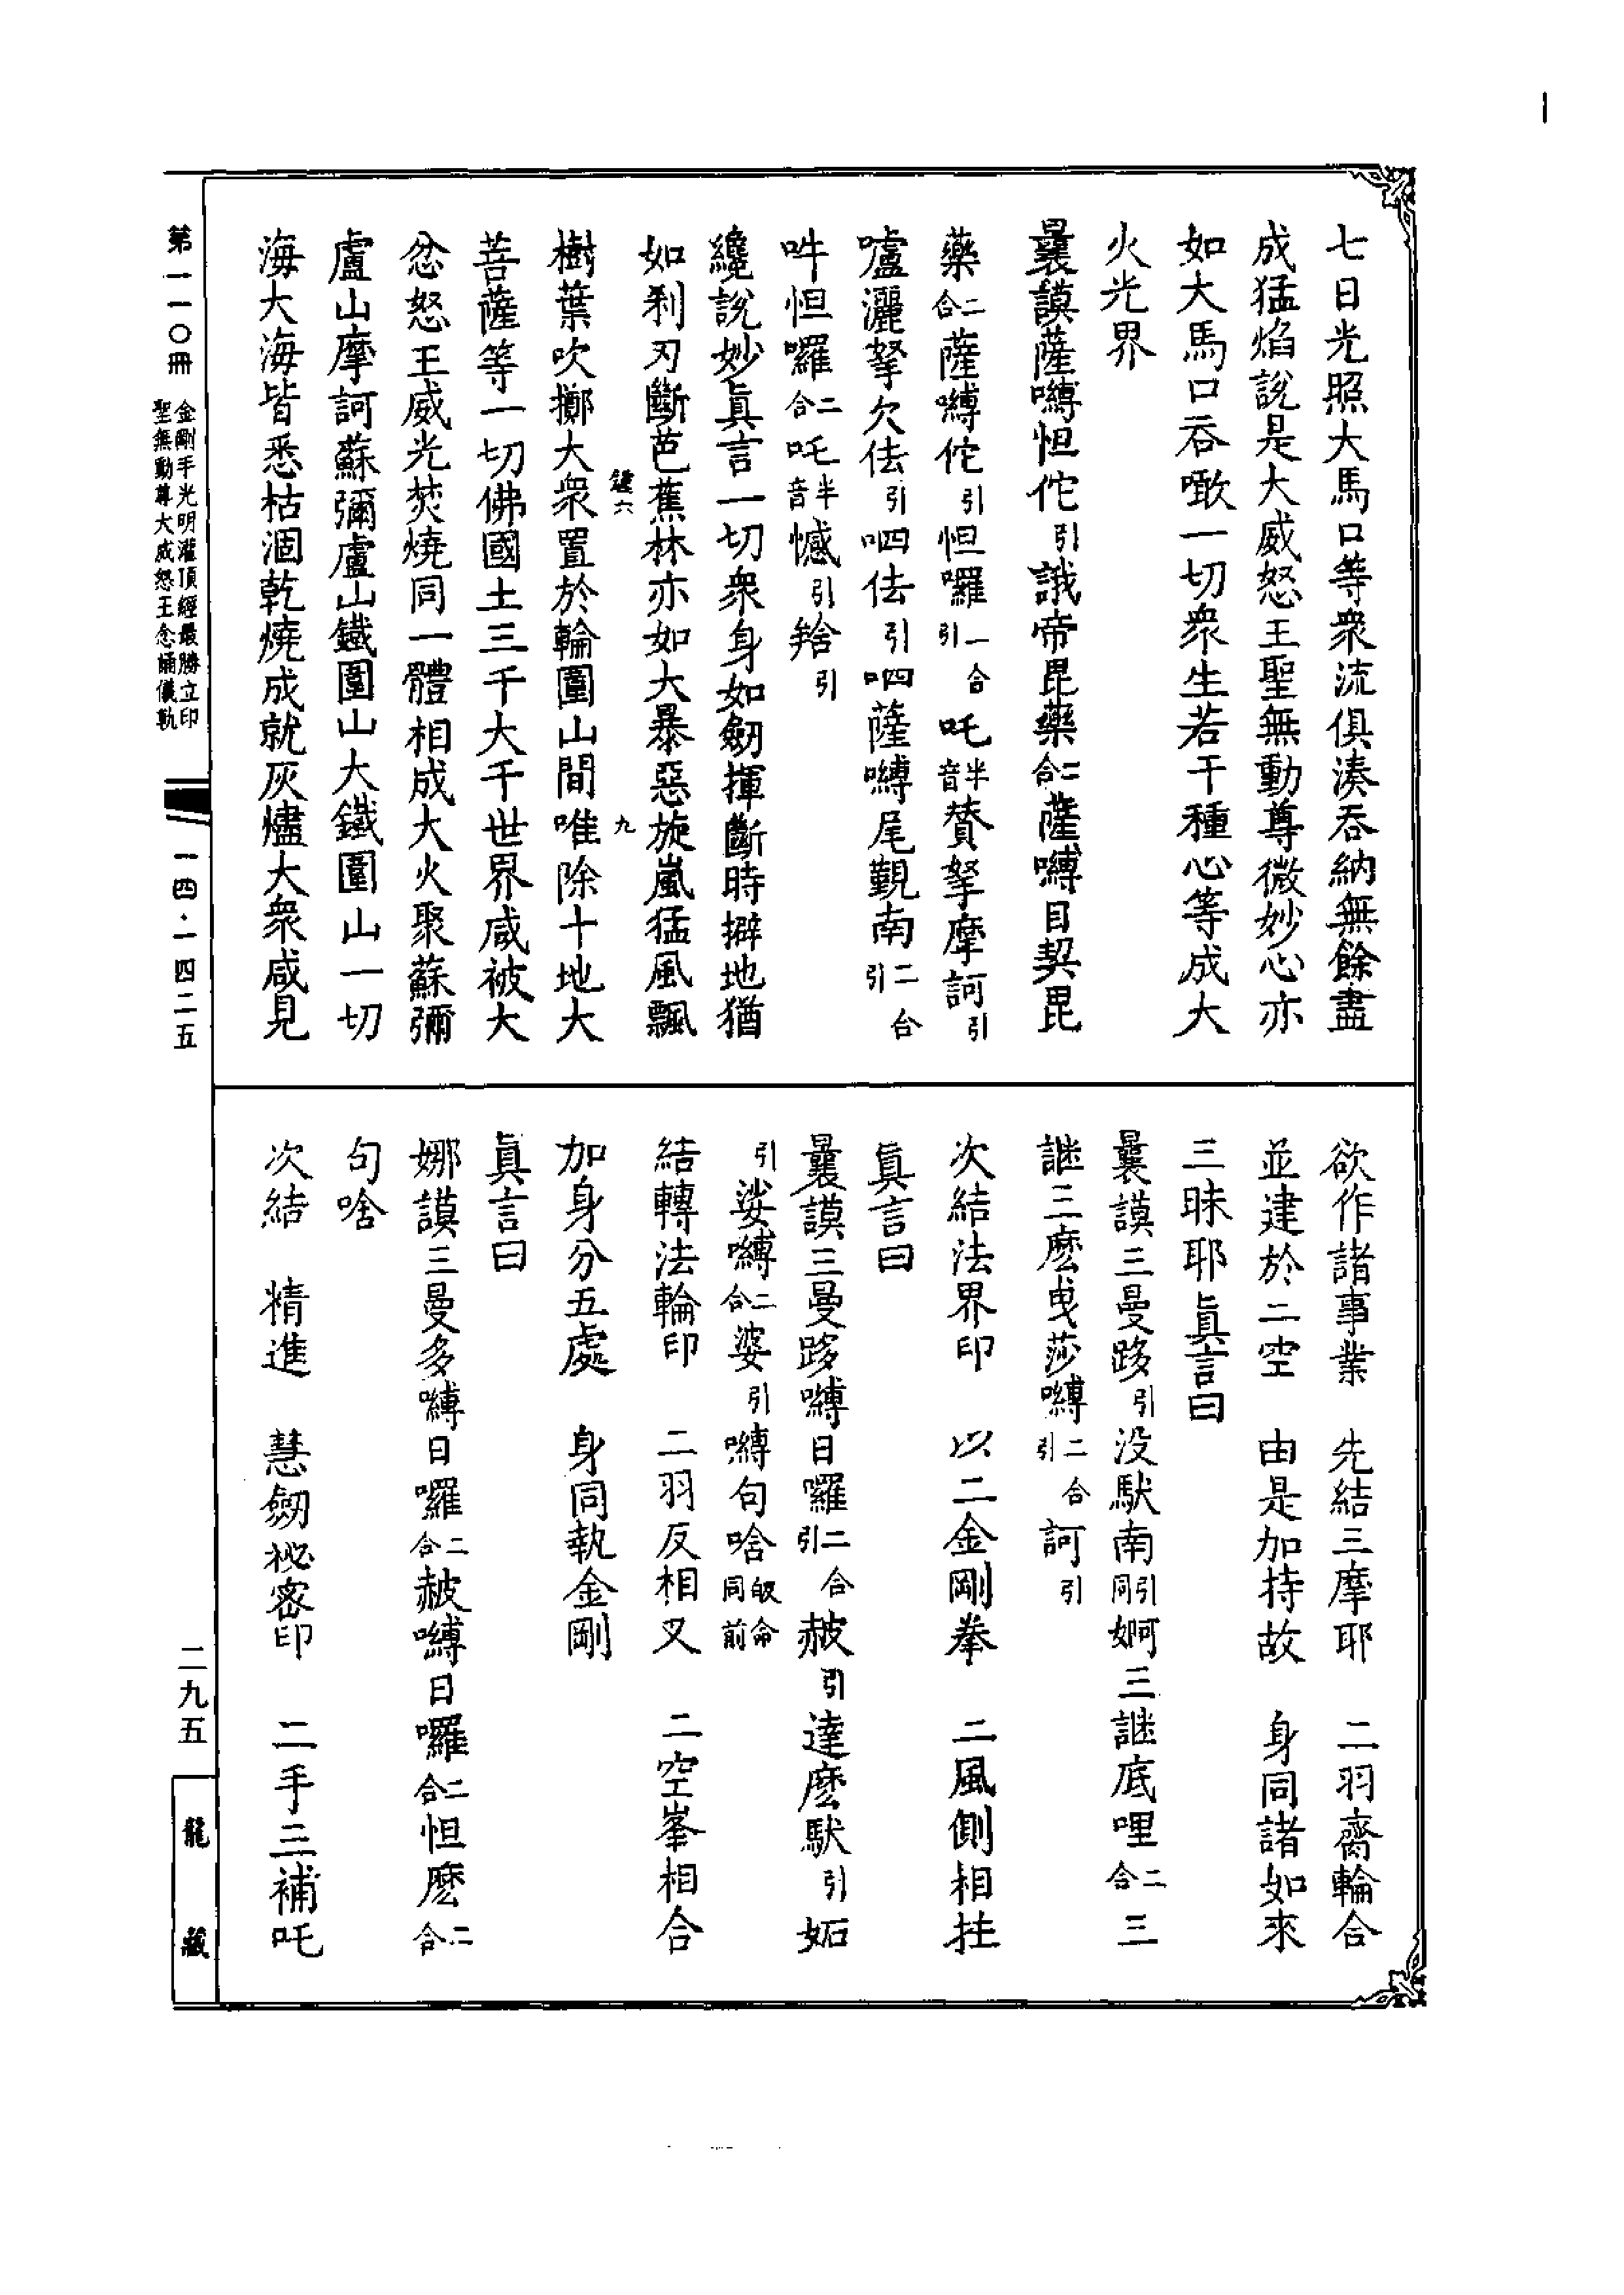 七日光照大馬口等衆流俱湊吞納無餘盡
成猛焰說是大威怒王聖無動尊微妙心亦
如大馬口吞噉一切衆生若干種心等成大
火光界
曩謨薩嚩怛佗引誐帝毘藥二合薩嚩目契毘
藥二合薩嚩佗引怛囉一合引吒半音贊拏摩訶引
嚧灑拏欠佉引呬佉引呬薩嚩尾覲南二合引
吽怛囉二合吒半音憾引𤚥引
纔說妙眞言一切衆身如劒揮斷時擗地猶
如利刃斷芭蕉林亦如大暴惡旋嵐猛風飄
鍵六 九
樹葉吹擲大衆置於輪圍山間唯除十地大
菩薩等一切佛國土三千大千世界咸被大
忿怒王威光焚燒同一體相成大火聚蘇彌
盧山摩訶蘇彌盧山鐵圍山大鐵圍山一切
海大海皆悉枯涸乾燒成就灰燼大衆咸見
欲作諸事業 先結三摩耶 二羽齊輪合
並建於二空 由是加持故 身同諸如來
三昧耶眞言曰
曩謨三曼跢引没馱南引同婀三謎底哩二合三
謎三麽曳莎嚩二合引訶引
次結法界印 以二金剛拳 二風側相拄
眞言曰
曩謨三曼跢嚩日囉二合引赧引達麽馱引妬
引娑嚩二合婆引嚩句唅皈命同前
結轉法輪印 二羽反相叉 二空峯相合
加身分五處 身同執金剛
眞言曰
娜謨三曼多嚩日囉二合赧嚩日囉二合怛麽二合
句唅
次結 精進 慧劒祕密印 二手三補吒
第一一〇冊
金剛手光明灌頂經最勝立印
聖無動尊大威怒王念誦儀軌
一四·一四二五
二九五
龍藏